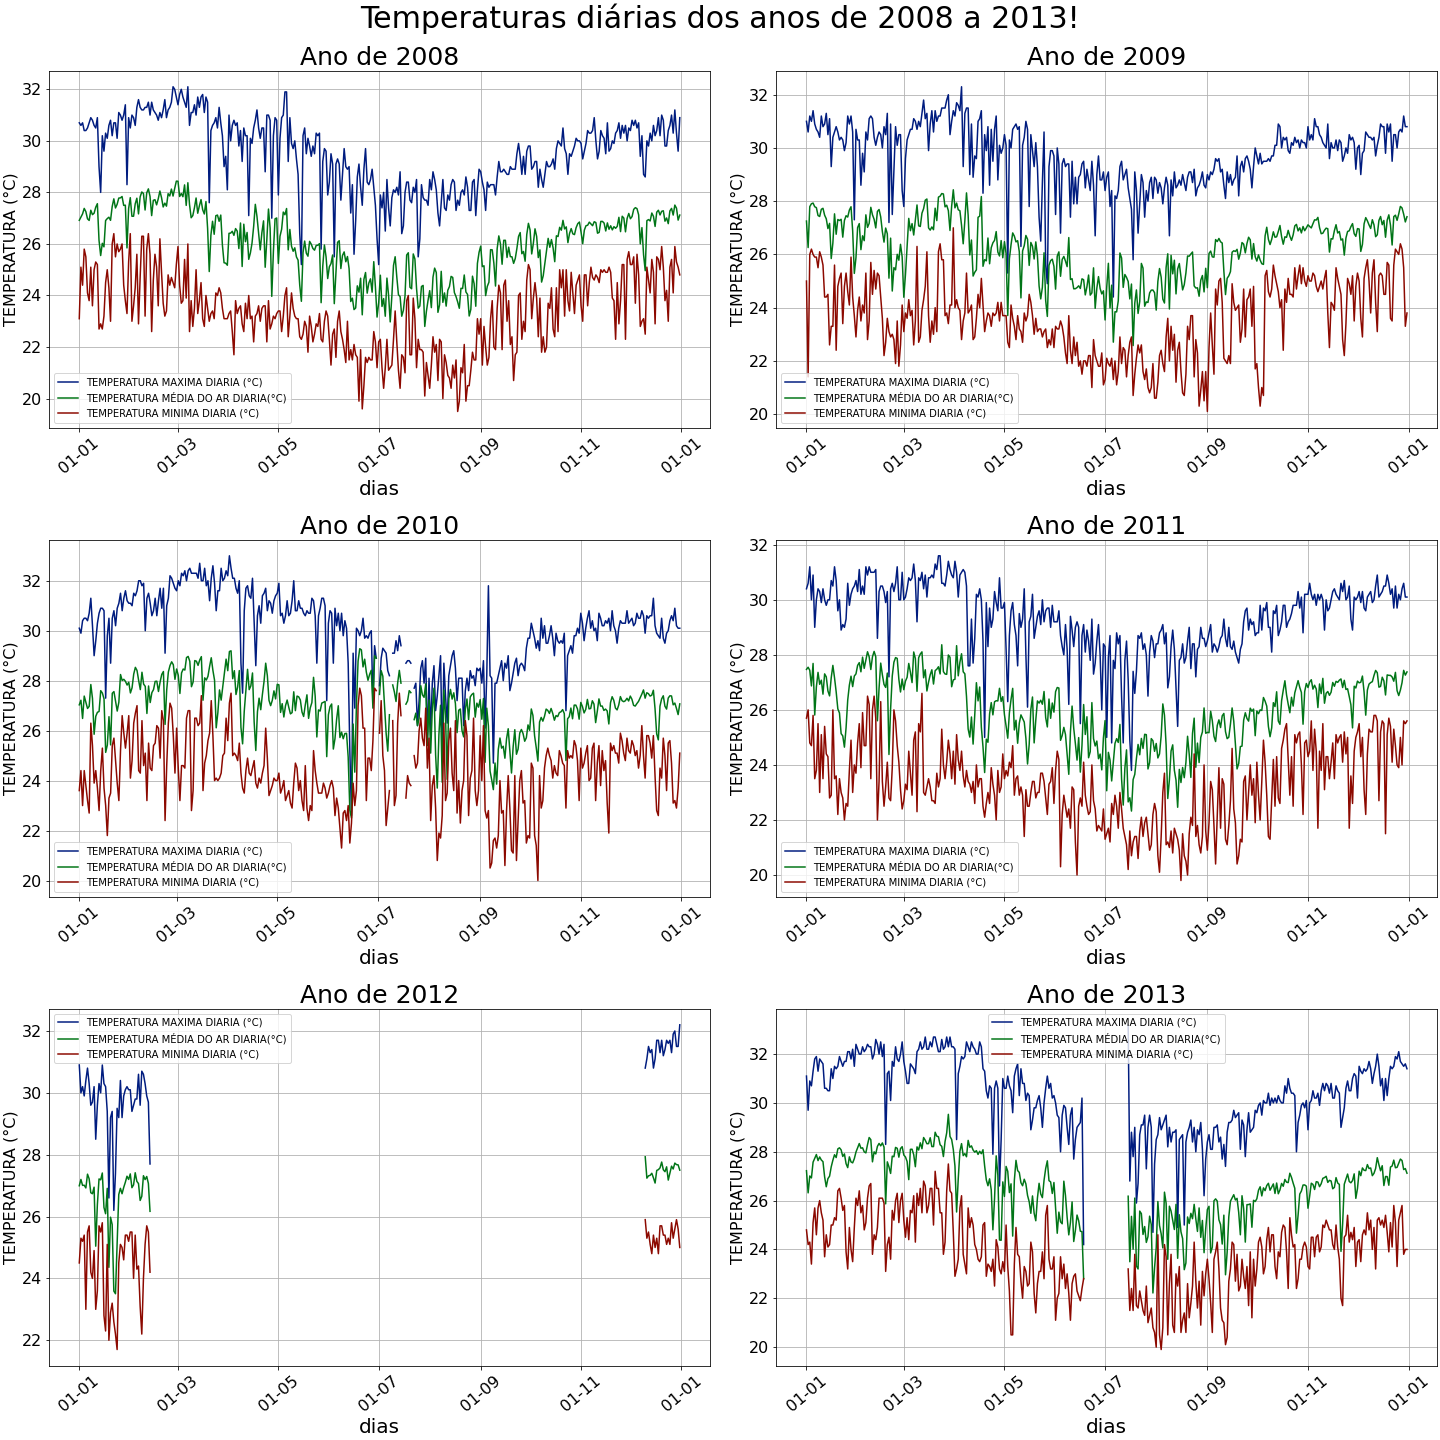 Temperaturas diárias dos anos de 2008 a 2013!
Ano de 2008
TEMPERATURA (°C)
32
30
28
26
24
22
20
TEMPERATURA MAXIMA DIARIA (°C)
TEMPERATURA MÉDIA DO AR DIARIA(°C)
TEMPERATURA MINIMA DIARIA (°C)
01-01 01-03 01-05 01-07 01-09 01-11 01-01
dias
Ano de 2009
TEMPERATURA (°C)
32
30
28
26
24
22
20
TEMPERATURA MAXIMA DIARIA (°C)
TEMPERATURA MÉDIA DO AR DIARIA(°C)
TEMPERATURA MINIMA DIARIA (°C)
01-01 01-03 01-05 01-07 01-09 01-11 01-01
dias
Ano de 2010
TEMPERATURA (°C)
32
30
28
26
24
22
20
TEMPERATURA MAXIMA DIARIA (°C)
TEMPERATURA MÉDIA DO AR DIARIA(°C)
TEMPERATURA MINIMA DIARIA (°C)
01-01 01-03 01-05 01-07 01-09 01-11 01-01
dias
Ano de 2011
TEMPERATURA (°C)
32
30
28
26
24
22
20
TEMPERATURA MAXIMA DIARIA (°C)
TEMPERATURA MÉDIA DO AR DIARIA(°C)
TEMPERATURA MINIMA DIARIA (°C)
01-01 01-03 01-05 01-07 01-09 01-11 01-01
dias
Ano de 2012
TEMPERATURA (°C)
TEMPERATURA MAXIMA DIARIA (°C)
TEMPERATURA MÉDIA DO AR DIARIA(°C)
TEMPERATURA MINIMA DIARIA (°C)
32
30
28
26
24
22
01-01 01-03 01-05 01-07 01-09 01-11 01-01
dias
Ano de 2013
TEMPERATURA (°C)
TEMPERATURA MAXIMA DIARIA (°C)
TEMPERATURA MÉDIA DO AR DIARIA(°C)
TEMPERATURA MINIMA DIARIA (°C)
32
30
28
26
24
22
20
01-01 01-03 01-05 01-07 01-09 01-11 01-01
dias